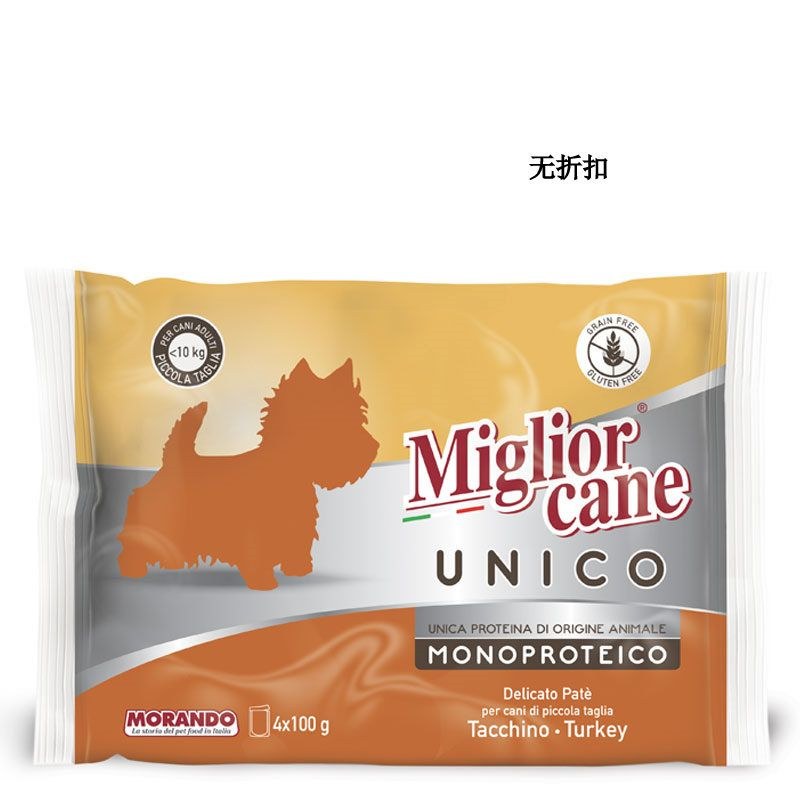 无折扣
PER CANI ADULTI
<10 kg
PICCOLA TAGLIA
GRAIN FREE
GLUTEN FREE
Miglior®
cane
UNICO
UNICA PROTEINA DI ORIGINE ANIMALE
MONOPROTEICO
Delicato Patè
per cani di piccola taglia
Tacchino • Turkey
MORANDO
La storia del pet food in Italia
4x100 g